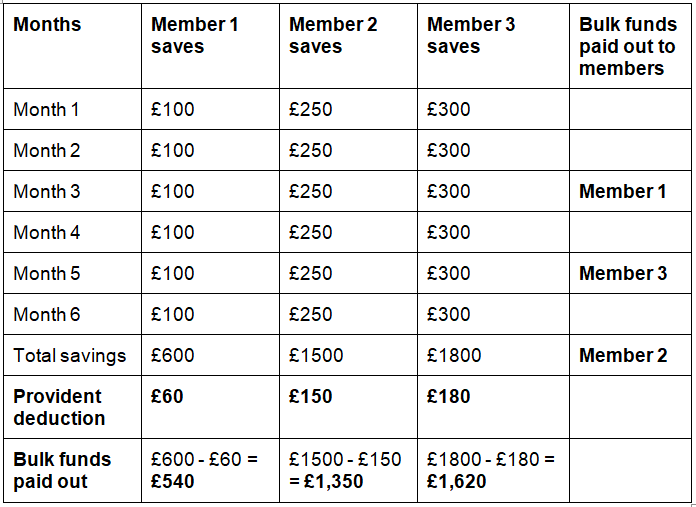 Months Member 1 saves Member 2 saves Member 3 saves Bulk funds paid out to members
Month 1 £100 £250 £300
Month 2 £100 £250 £300
Month 3 £100 £250 £300 Member 1
Month 4 £100 £250 £300
Month 5 £100 £250 £300 Member 3
Month 6 £100 £250 £300
Total savings £600 £1500 £1800 Member 2
Provident deduction £60 £150 £180
Bulk funds paid out £600 - £60 = £540 £1500 - £150 = £1,350 £1800 - £180 = £1,620